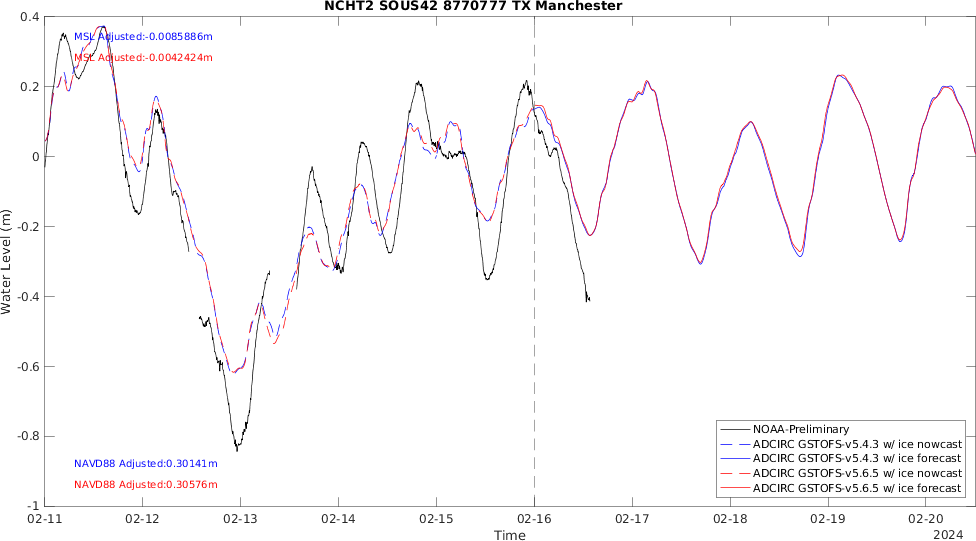 NCHT2 SOUS42 8770777 TX Manchester
MSL Adjusted:-0.0085886m
MSL Adjusted:-0.0042424m
0.4
0.2
0
-0.2
-0.4
-0.6
-0.8
-1
Water Level (m)
NAVD88 Adjusted:0.30141m
NAVD88 Adjusted:0.30576m
NOAA-Preliminary
ADCIRC GSTOFS-v5.4.3 w/ ice nowcast
ADCIRC GSTOFS-v5.4.3 w/ ice forecast
ADCIRC GSTOFS-v5.6.5 w/ ice nowcast
ADCIRC GSTOFS-v5.6.5 w/ ice forecast
02-11 02-12 02-13 02-14 02-15 02-16 02-17 02-18 02-19 02-20
Time
2024